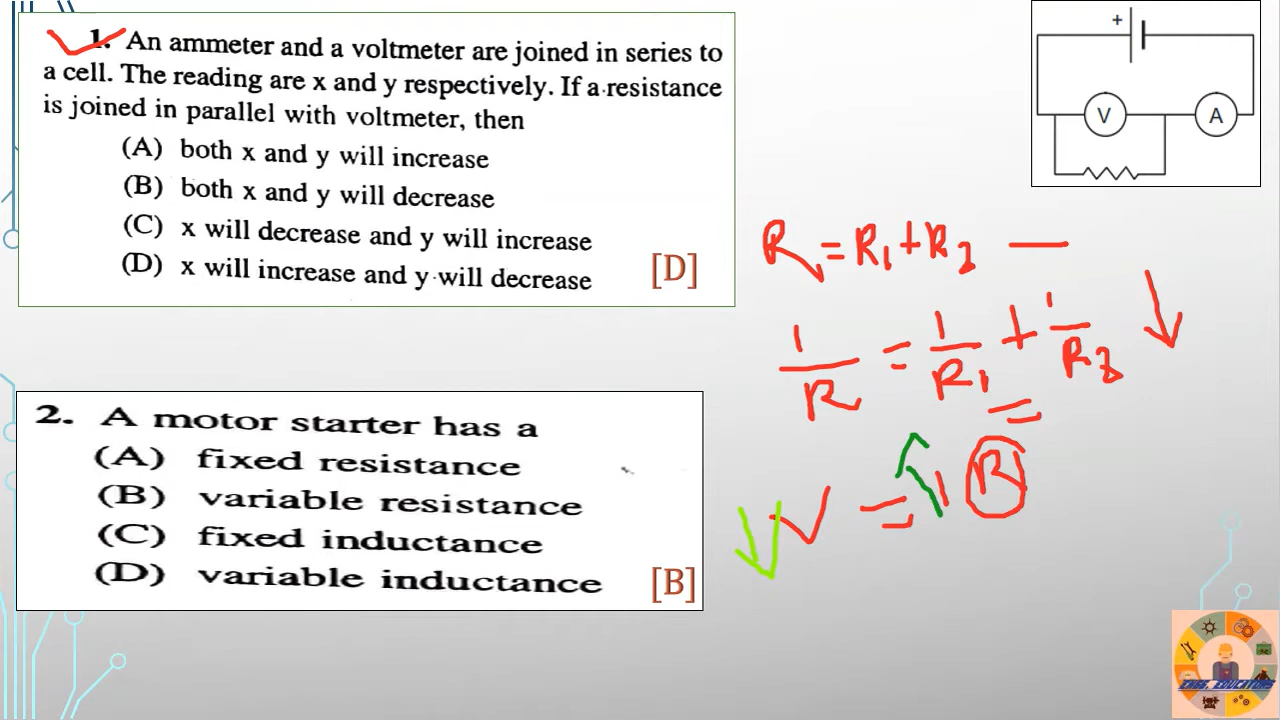 1. An ammeter and a voltmeter are joined in series to
a cell. The reading are x and y respectively. If a resistance
is joined in parallel with voltmeter, then
(A) both x and y will increase
(B) both x and y will decrease
(C) x will decrease and y will increase
(D) x will increase and y will decrease [D]
+
V A
R = R1 + R2
1/R = 1/R1 + 1/R2
V = I R
2. A motor starter has a
(A) fixed resistance
(B) variable resistance
(C) fixed inductance
(D) variable inductance [B]